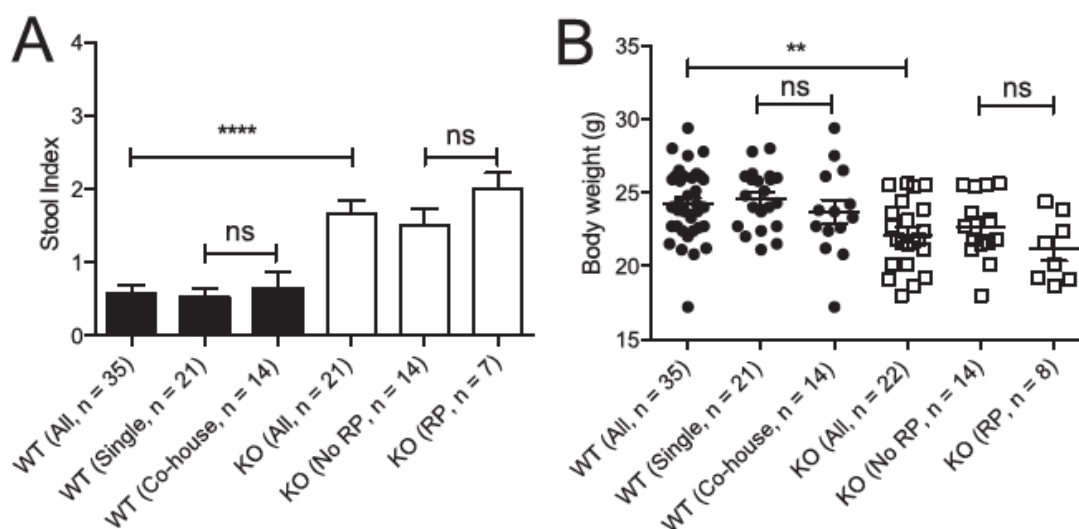 A
Stool Index
4
3
2
1
0
****
ns
ns
WT (All, n = 35)
WT (Single, n = 21)
WT (Co-house, n = 14)
KO (All, n = 21)
KO (No RP, n = 14)
KO (RP, n = 7)
B
Body weight (g)
35
30
25
20
15
**
ns
ns
WT (All, n = 35)
WT (Single, n = 21)
WT (Co-house, n = 14)
KO (All, n = 22)
KO (No RP, n = 14)
KO (RP, n = 8)